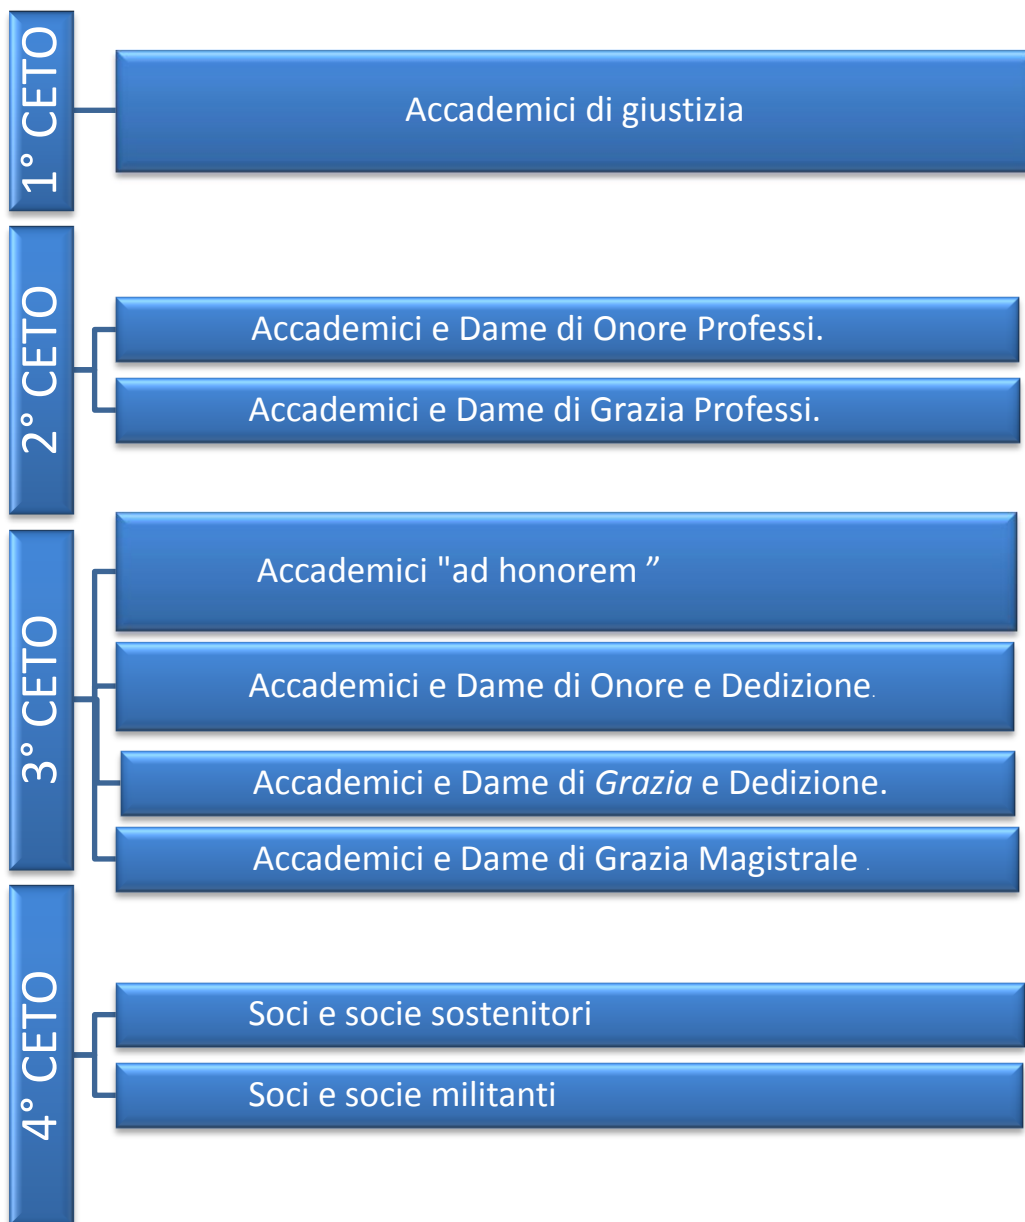 1° CETO
Accademici di giustizia
2° CETO
Accademici e Dame di Onore Professi.
Accademici e Dame di Grazia Professi.
3° CETO
Accademici "ad honorem ”
Accademici e Dame di Onore e Dedizione.
Accademici e Dame di Grazia e Dedizione.
Accademici e Dame di Grazia Magistrale .
4° CETO
Soci e socie sostenitori
Soci e socie militanti